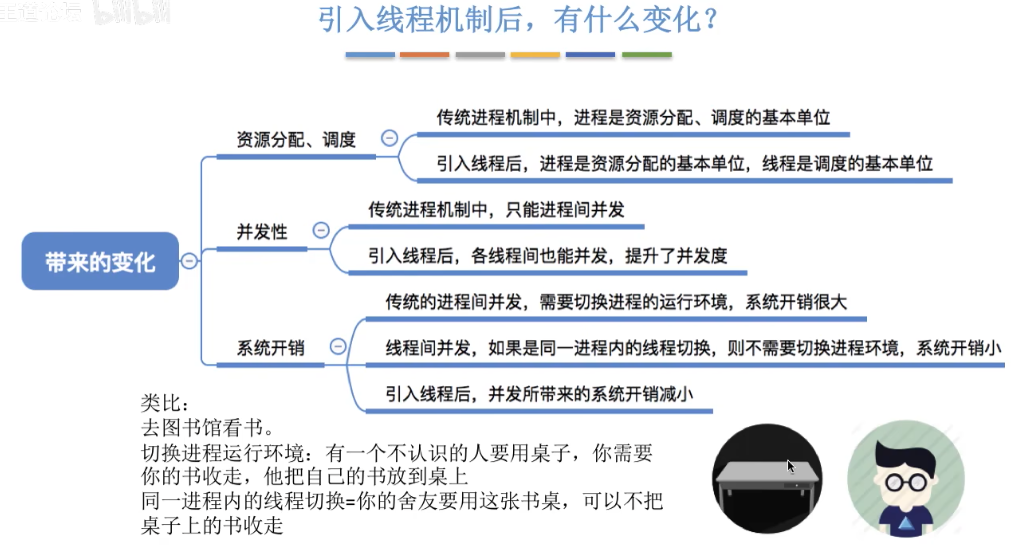 王道论坛 bilibili
引入线程机制后，有什么变化？
带来的变化
资源分配、调度
传统进程机制中，进程是资源分配、调度的基本单位
引入线程后，进程是资源分配的基本单位，线程是调度的基本单位
并发性
传统进程机制中，只能进程间并发
引入线程后，各线程间也能并发，提升了并发度
系统开销
传统的进程间并发，需要切换进程的运行环境，系统开销很大
线程间并发，如果是同一进程内的线程切换，则不需要切换进程环境，系统开销小
引入线程后，并发所带来的系统开销减小
类比：
去图书馆看书。
切换进程运行环境：有一个不认识的人要用桌子，你需要
你的书收走，他把自己的书放到桌上
同一进程内的线程切换=你的舍友要用这张书桌，可以不把
桌子上的书收走